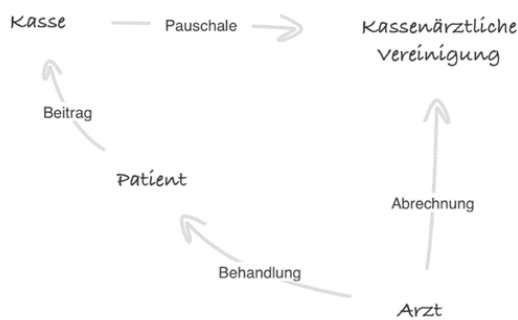 Kasse
Pauschale
Kassenärztliche
Vereinigung
Beitrag
Patient
Abrechnung
Behandlung
Arzt